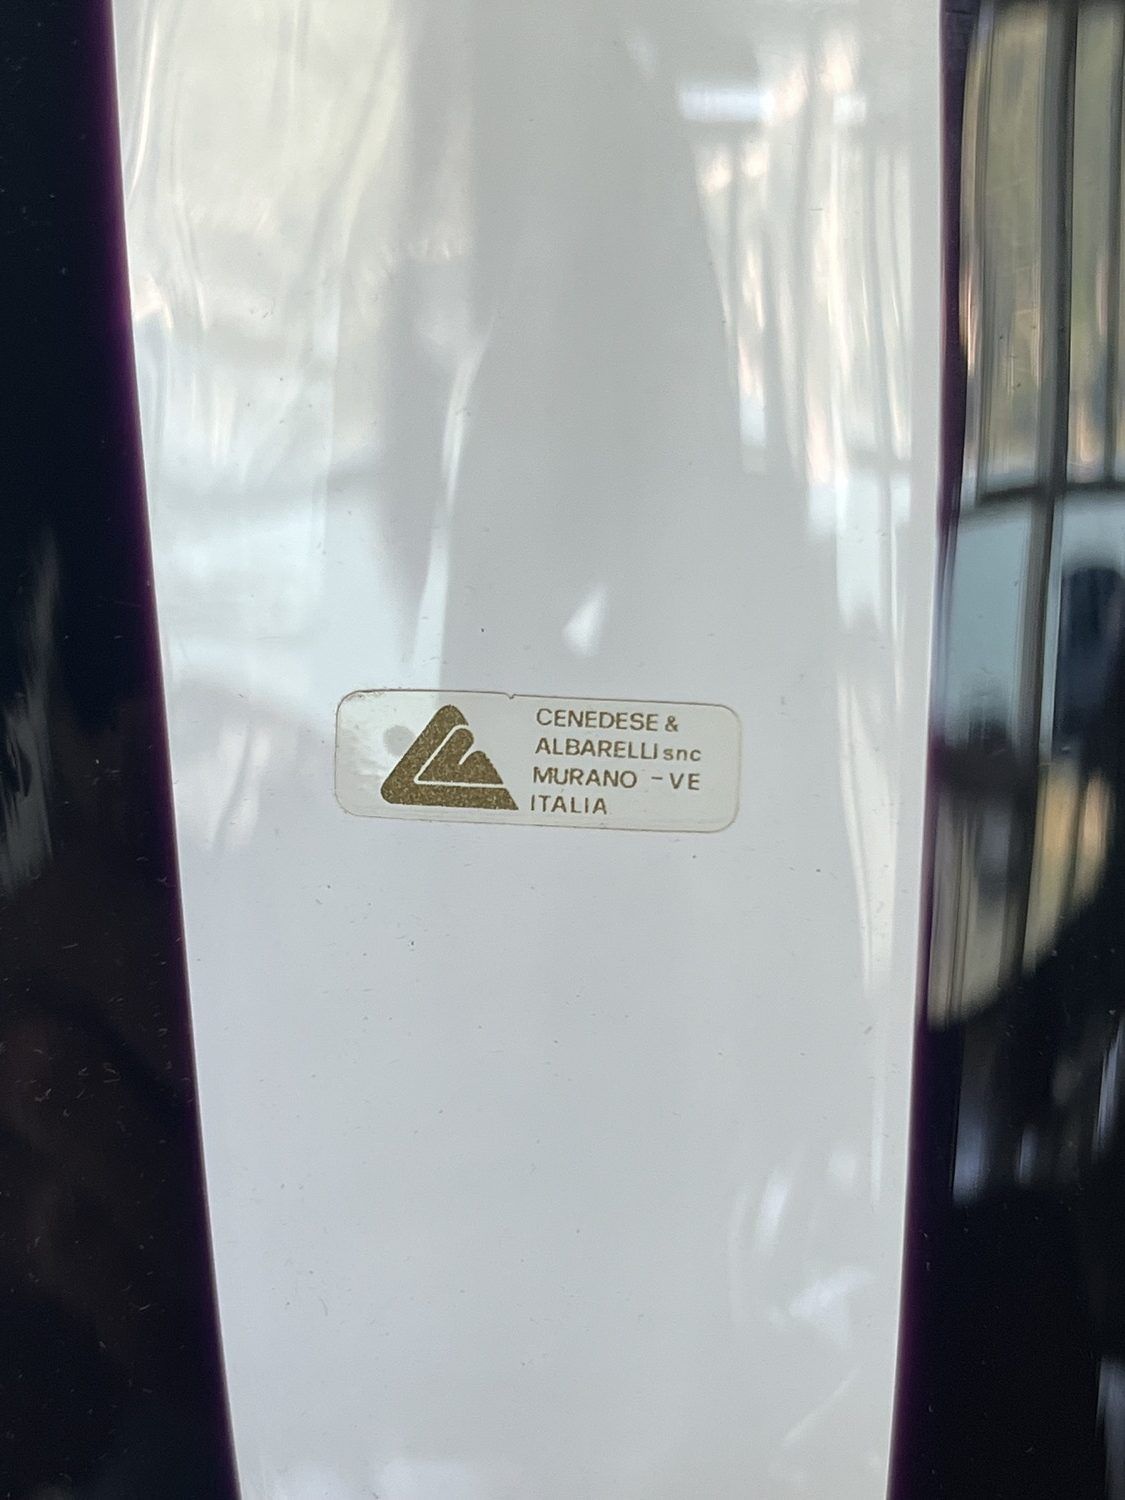 CENEDESE &
ALBARELLI snc
MURANO - VE
ITALIA